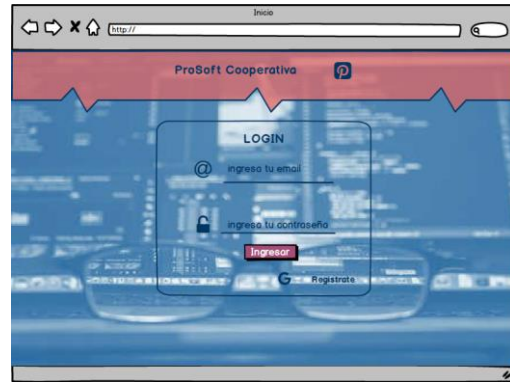 Inicio
http://
ProSoft Cooperativa
LOGIN
@ ingresa tu email
ingresa tu contraseña
Ingresar
G Registrate